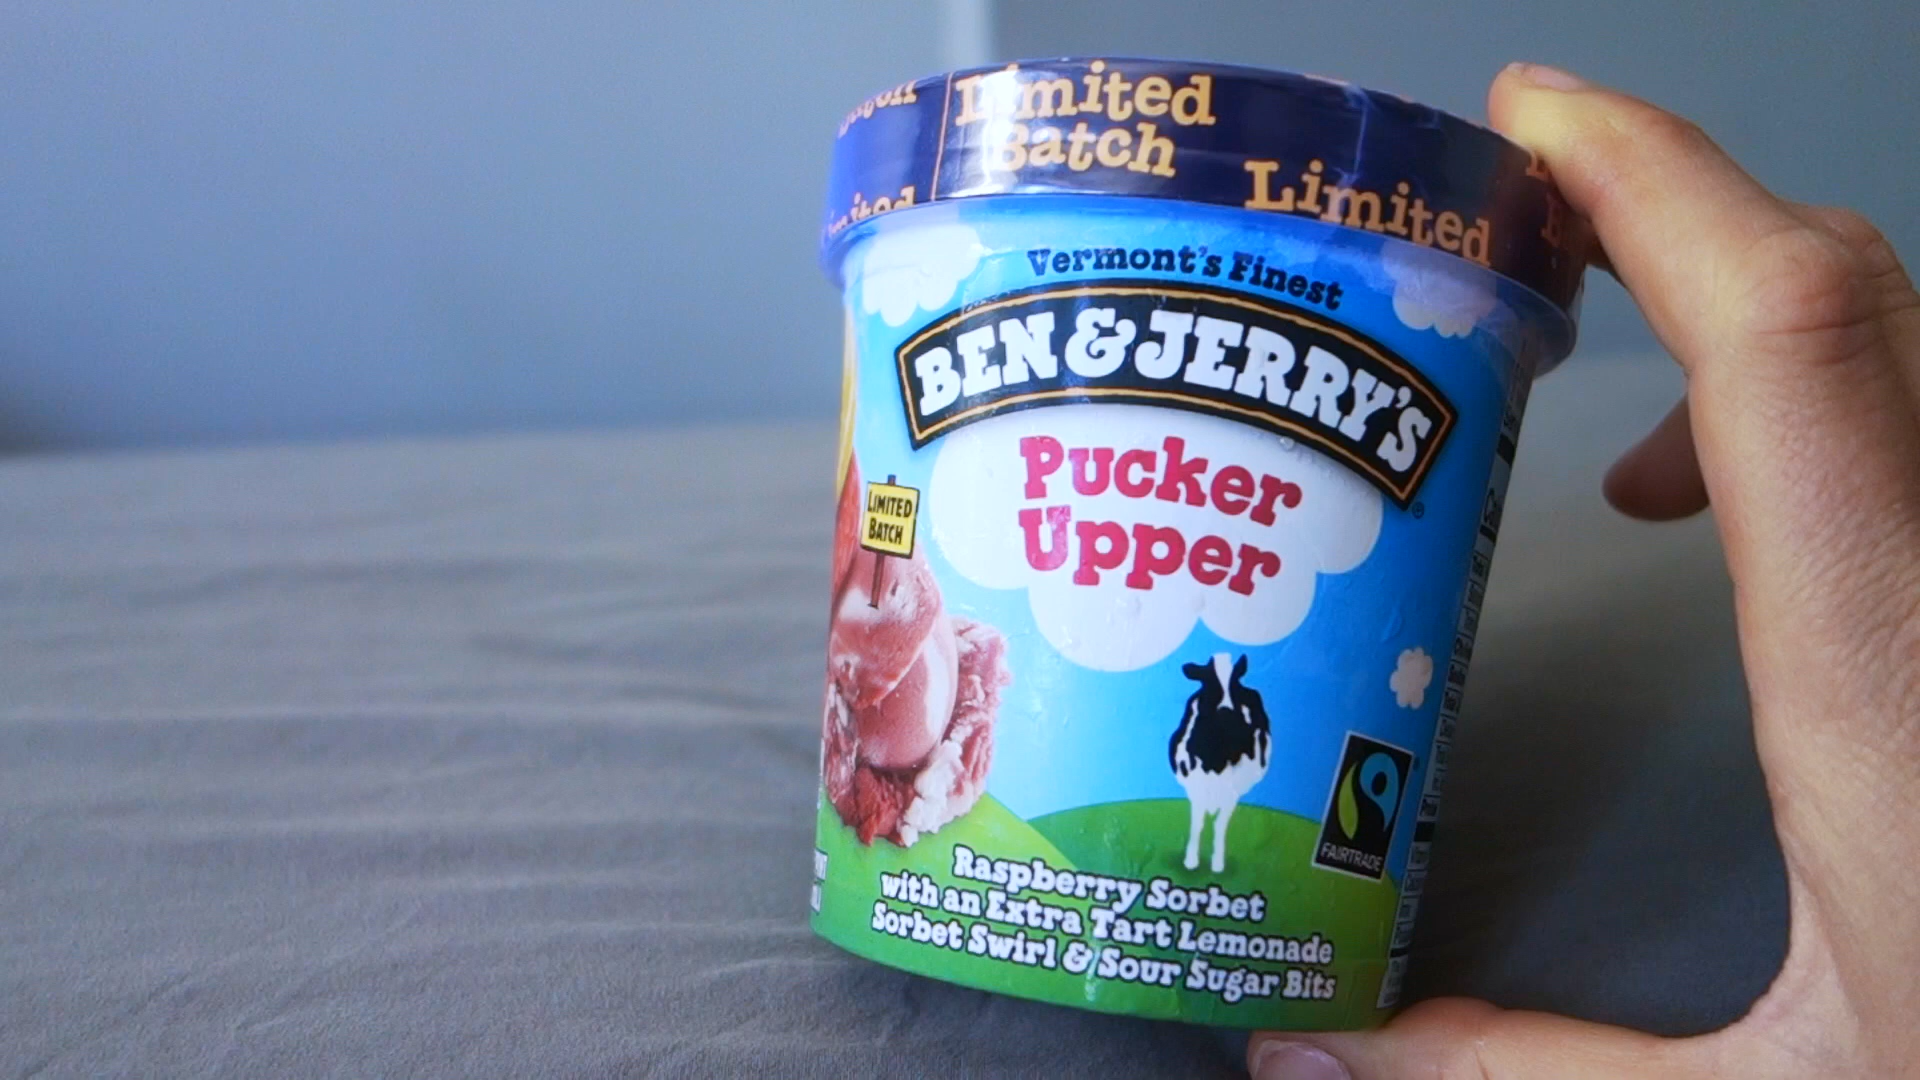 Limited
Batch
Limited
Vermont's Finest
BEN & JERRY'S
Pucker
Upper
LIMITED
BATCH
FAIRTRADE
Raspberry Sorbet
with an Extra Tart Lemonade
Sorbet Swirl & Sour Sugar Bits